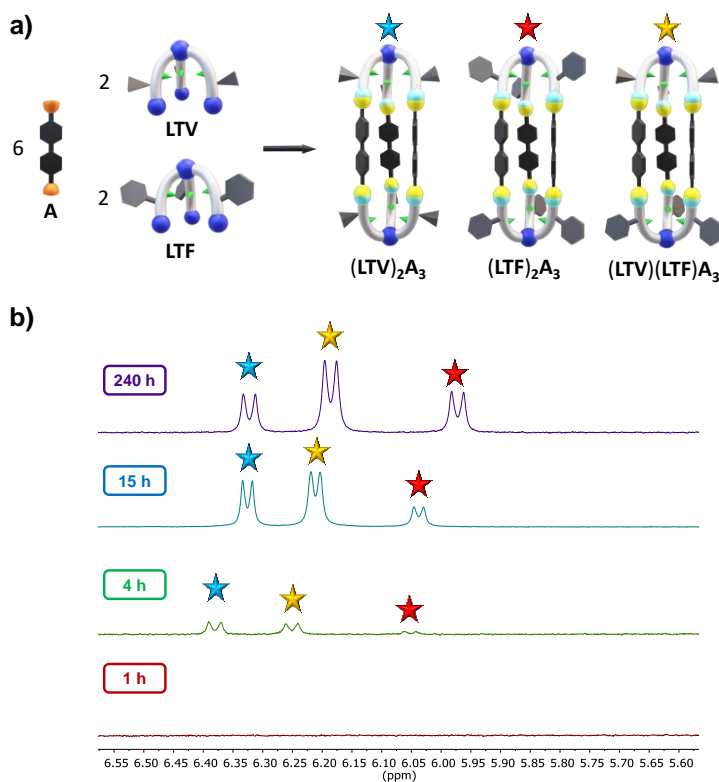 a)
6
A
2
LTV
2
LTF
(LTV)₂A₃
(LTF)₂A₃
(LTV)(LTF)A₃
b)
240 h
15 h
4 h
1 h
6.55 6.50 6.45 6.40 6.35 6.30 6.25 6.20 6.15 6.10 6.05 6.00 5.95 5.90 5.85 5.80 5.75 5.70 5.65 5.60
(ppm)